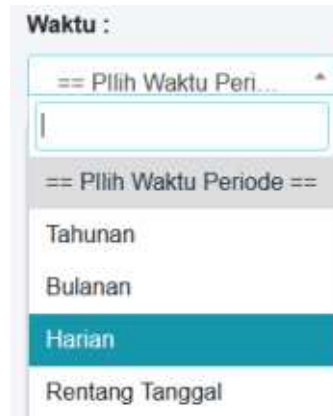 Waktu :
== PIlih Waktu Peri...
== PIlih Waktu Periode ==
Tahunan
Bulanan
Harian
Rentang Tanggal